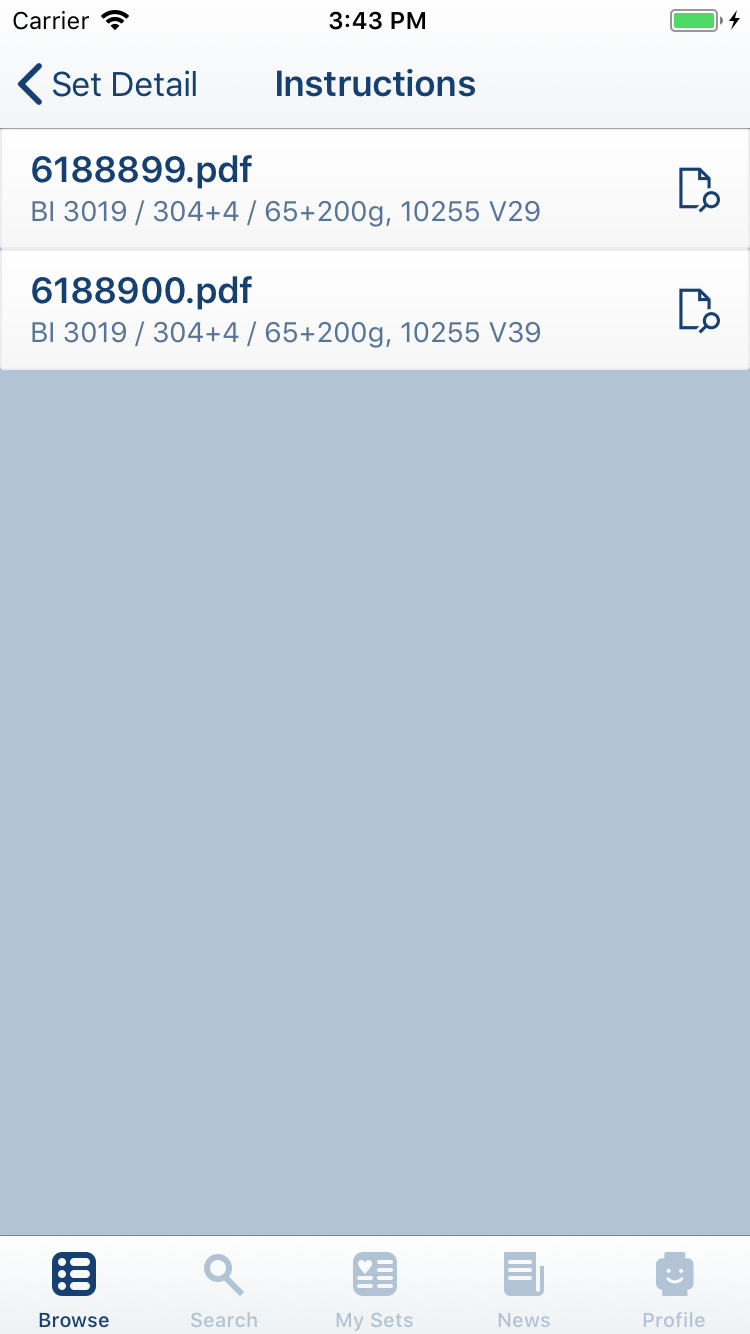 Carrier 3:43 PM
Set Detail Instructions
6188899.pdf
BI 3019 / 304+4 / 65+200g, 10255 V29
6188900.pdf
BI 3019 / 304+4 / 65+200g, 10255 V39
Browse Search My Sets News Profile